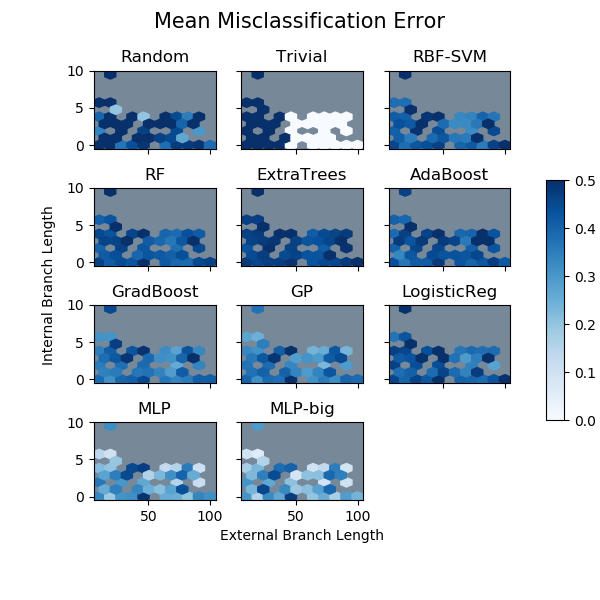 Mean Misclassification Error
Random Trivial RBF-SVM
10
5
0
RF ExtraTrees AdaBoost
10
5
0
GradBoost GP LogisticReg
10
5
0
MLP MLP-big
10
5
0
50 100 50 100
External Branch Length
Internal Branch Length
0.5
0.4
0.3
0.2
0.1
0.0